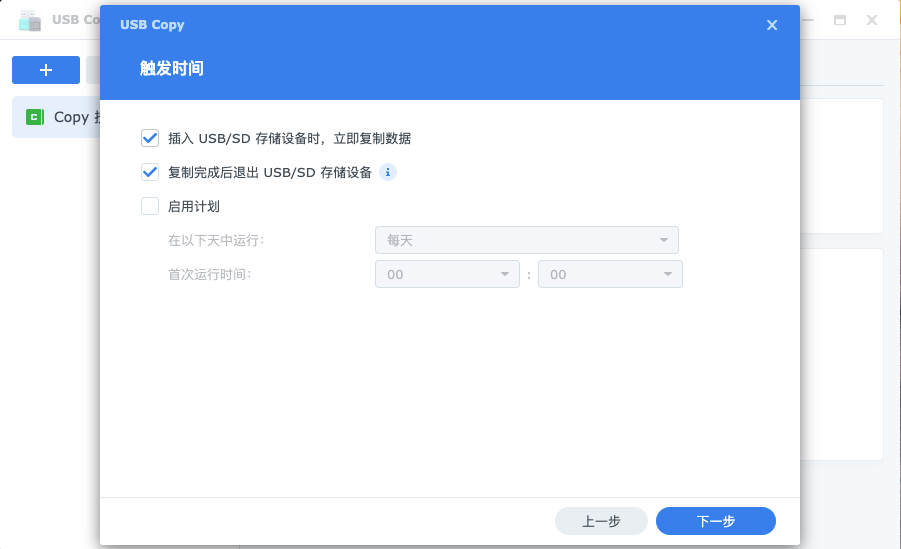 USB Co
USB Copy
触发时间
Copy
插入 USB/SD 存储设备时，立即复制数据
复制完成后退出 USB/SD 存储设备
启用计划
在以下天中运行：
每天
首次运行时间：
00 : 00
上一步
下一步